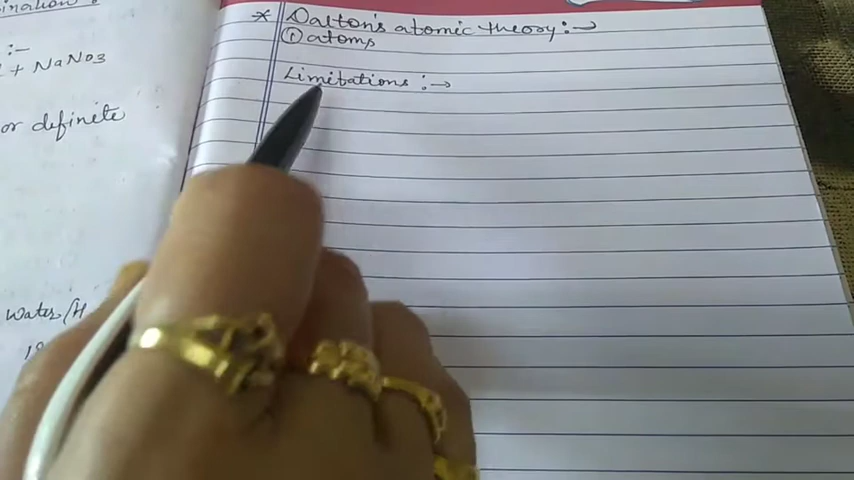 :-
+ NaNO3
or definite
Water (H
* Dalton's atomic theory :→
① atoms
Limitations :→